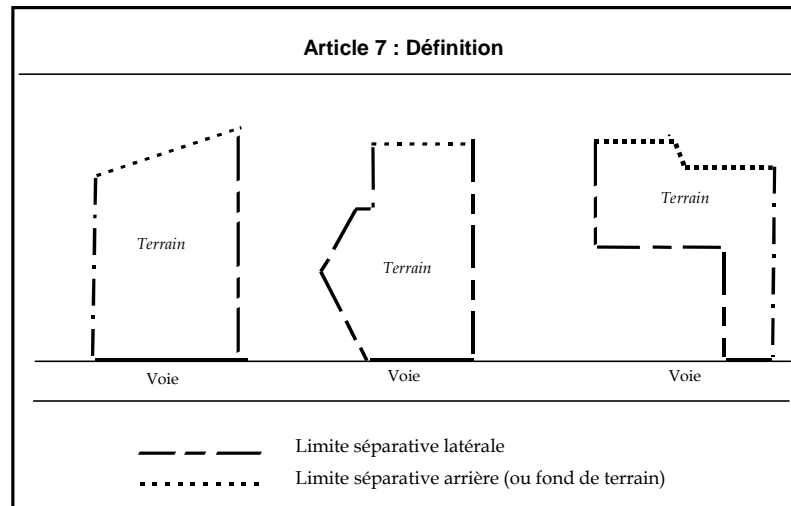 Article 7 : Définition
Terrain
Terrain
Terrain
Voie
Voie
Voie
Limite séparative latérale
Limite séparative arrière (ou fond de terrain)